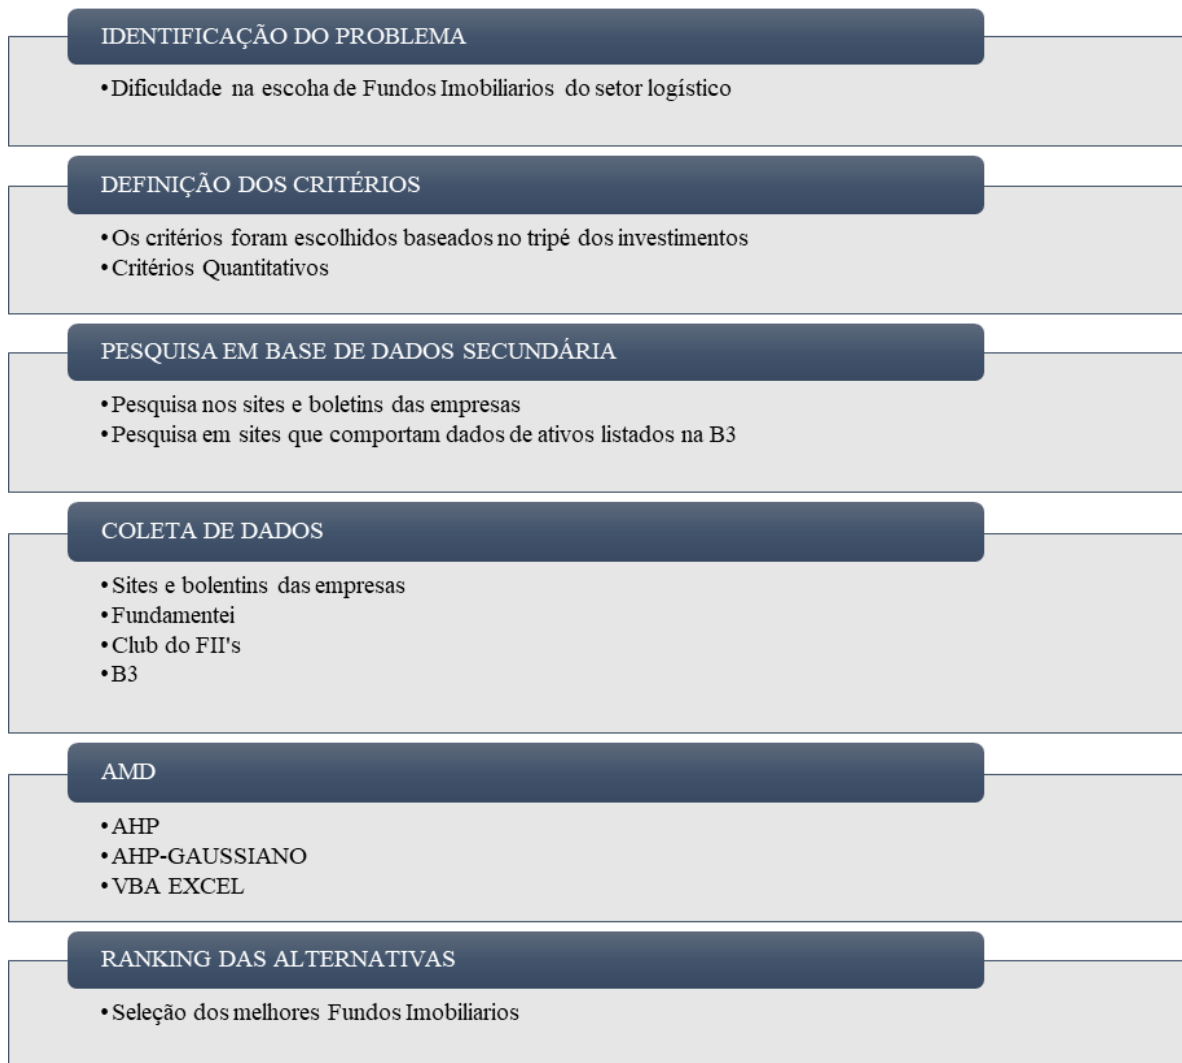 IDENTIFICAÇÃO DO PROBLEMA
•Dificuldade na escoha de Fundos Imobiliarios do setor logístico
DEFINIÇÃO DOS CRITÉRIOS
•Os critérios foram escolhidos baseados no tripé dos investimentos
•Critérios Quantitativos
PESQUISA EM BASE DE DADOS SECUNDÁRIA
•Pesquisa nos sites e boletins das empresas
•Pesquisa em sites que comportam dados de ativos listados na B3
COLETA DE DADOS
•Sites e bolentins das empresas
•Fundamentei
•Club do FII's
•B3
AMD
•AHP
•AHP-GAUSSIANO
•VBA EXCEL
RANKING DAS ALTERNATIVAS
•Seleção dos melhores Fundos Imobiliarios